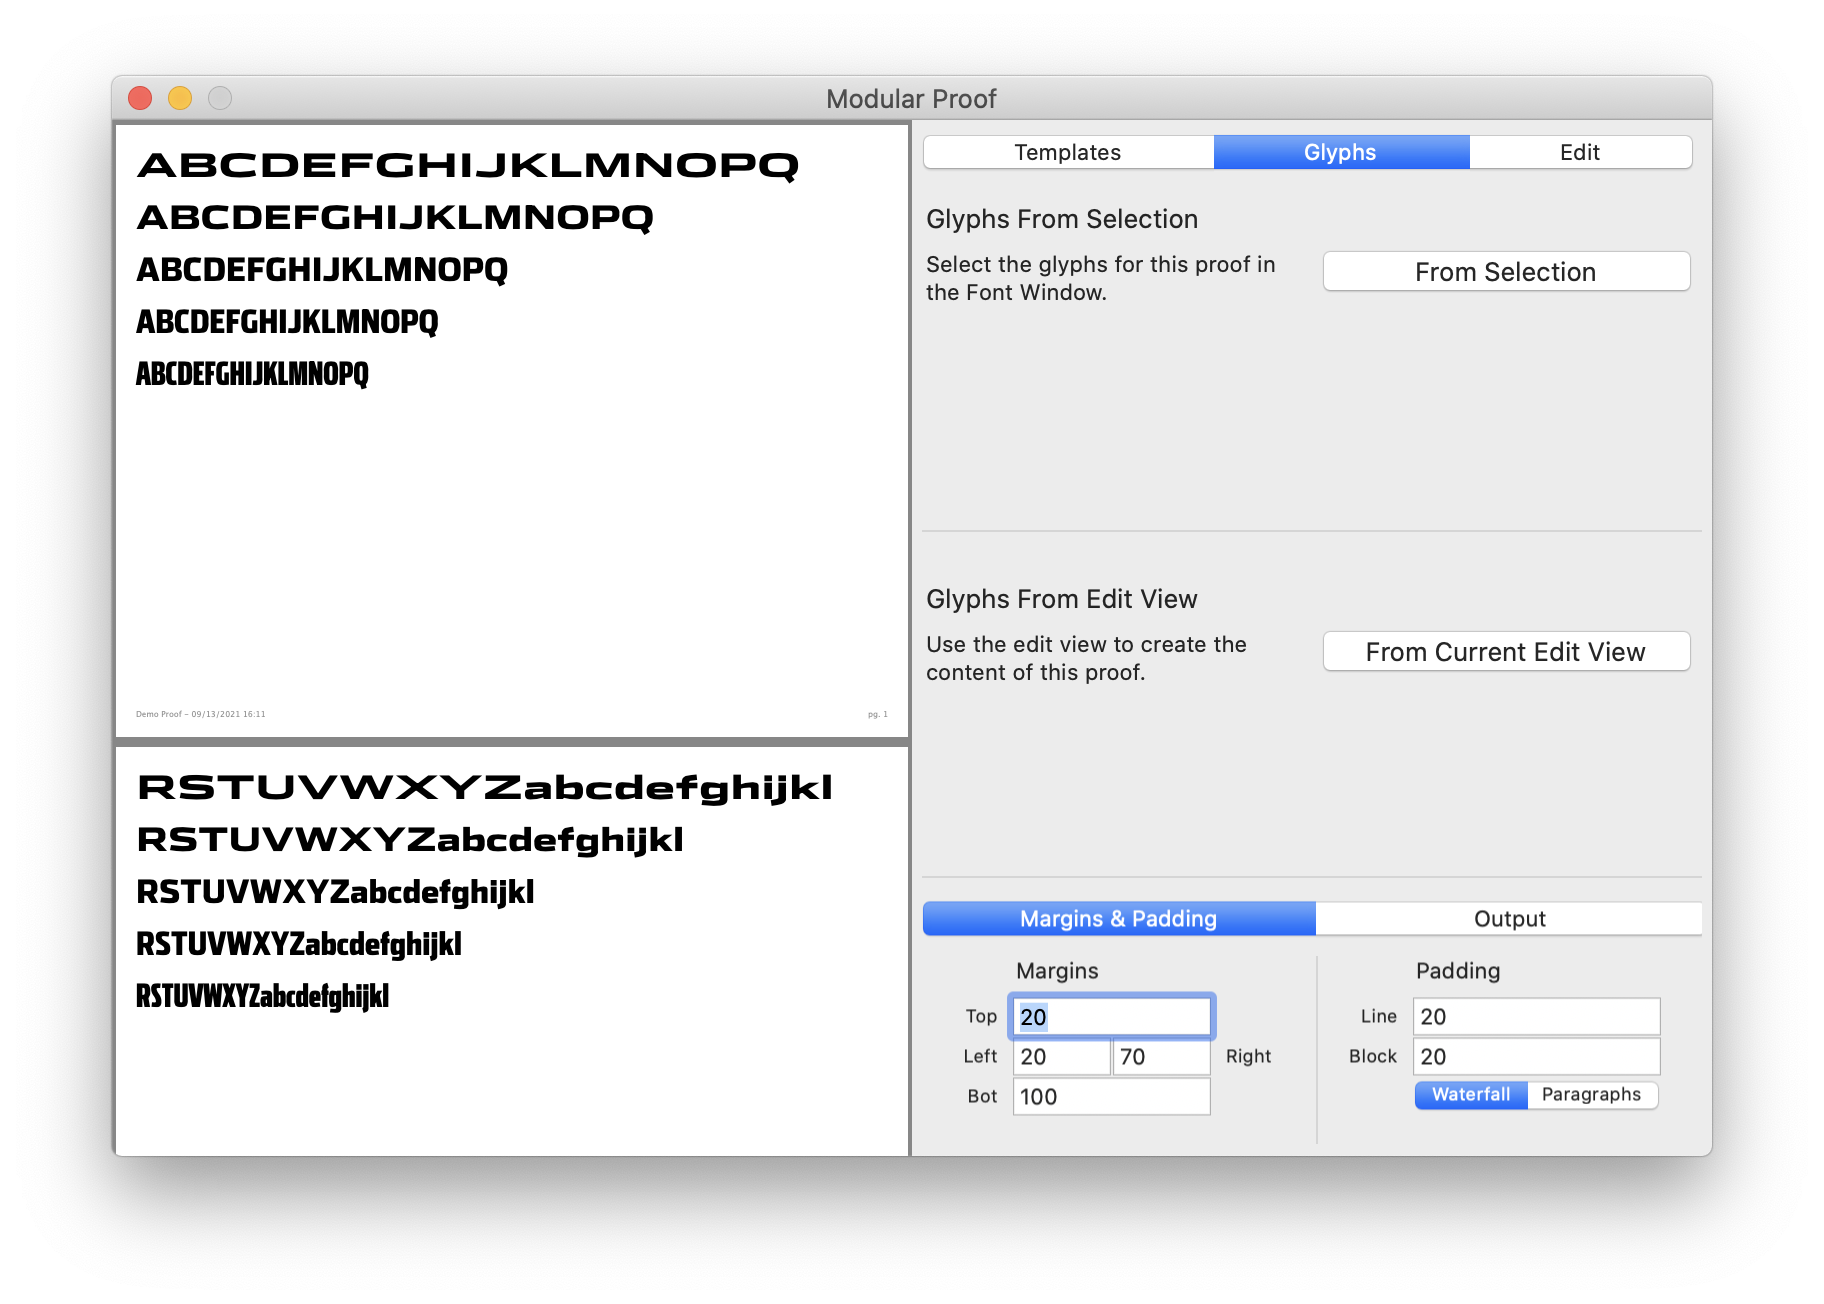 Modular Proof
ABCDEFGHIJKLMNOPQ
ABCDEFGHIJKLMNOPQ
ABCDEFGHIJKLMNOPQ
ABCDEFGHIJKLMNOPQ
ABCDEFGHIJKLMNOPQ
Demo Proof – 09/13/2021 16:11
pg. 1
RSTUVWXYZabcdefghijkl
RSTUVWXYZabcdefghijkl
RSTUVWXYZabcdefghijkl
RSTUVWXYZabcdefghijkl
RSTUVWXYZabcdefghijkl
Templates Glyphs Edit
Glyphs From Selection
Select the glyphs for this proof in
the Font Window.
From Selection
Glyphs From Edit View
Use the edit view to create the
content of this proof.
From Current Edit View
Margins & Padding Output
Margins
Top 20
Left 20 70 Right
Bot 100
Padding
Line 20
Block 20
Waterfall Paragraphs